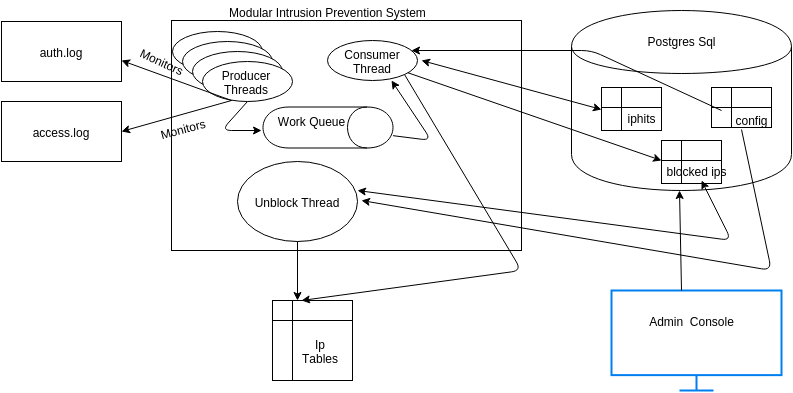 Modular Intrusion Prevention System
auth.log
access.log
Monitors
Monitors
Producer
Threads
Consumer
Thread
Work Queue
Unblock Thread
Postgres Sql
iphits
config
blocked ips
Ip
Tables
Admin  Console